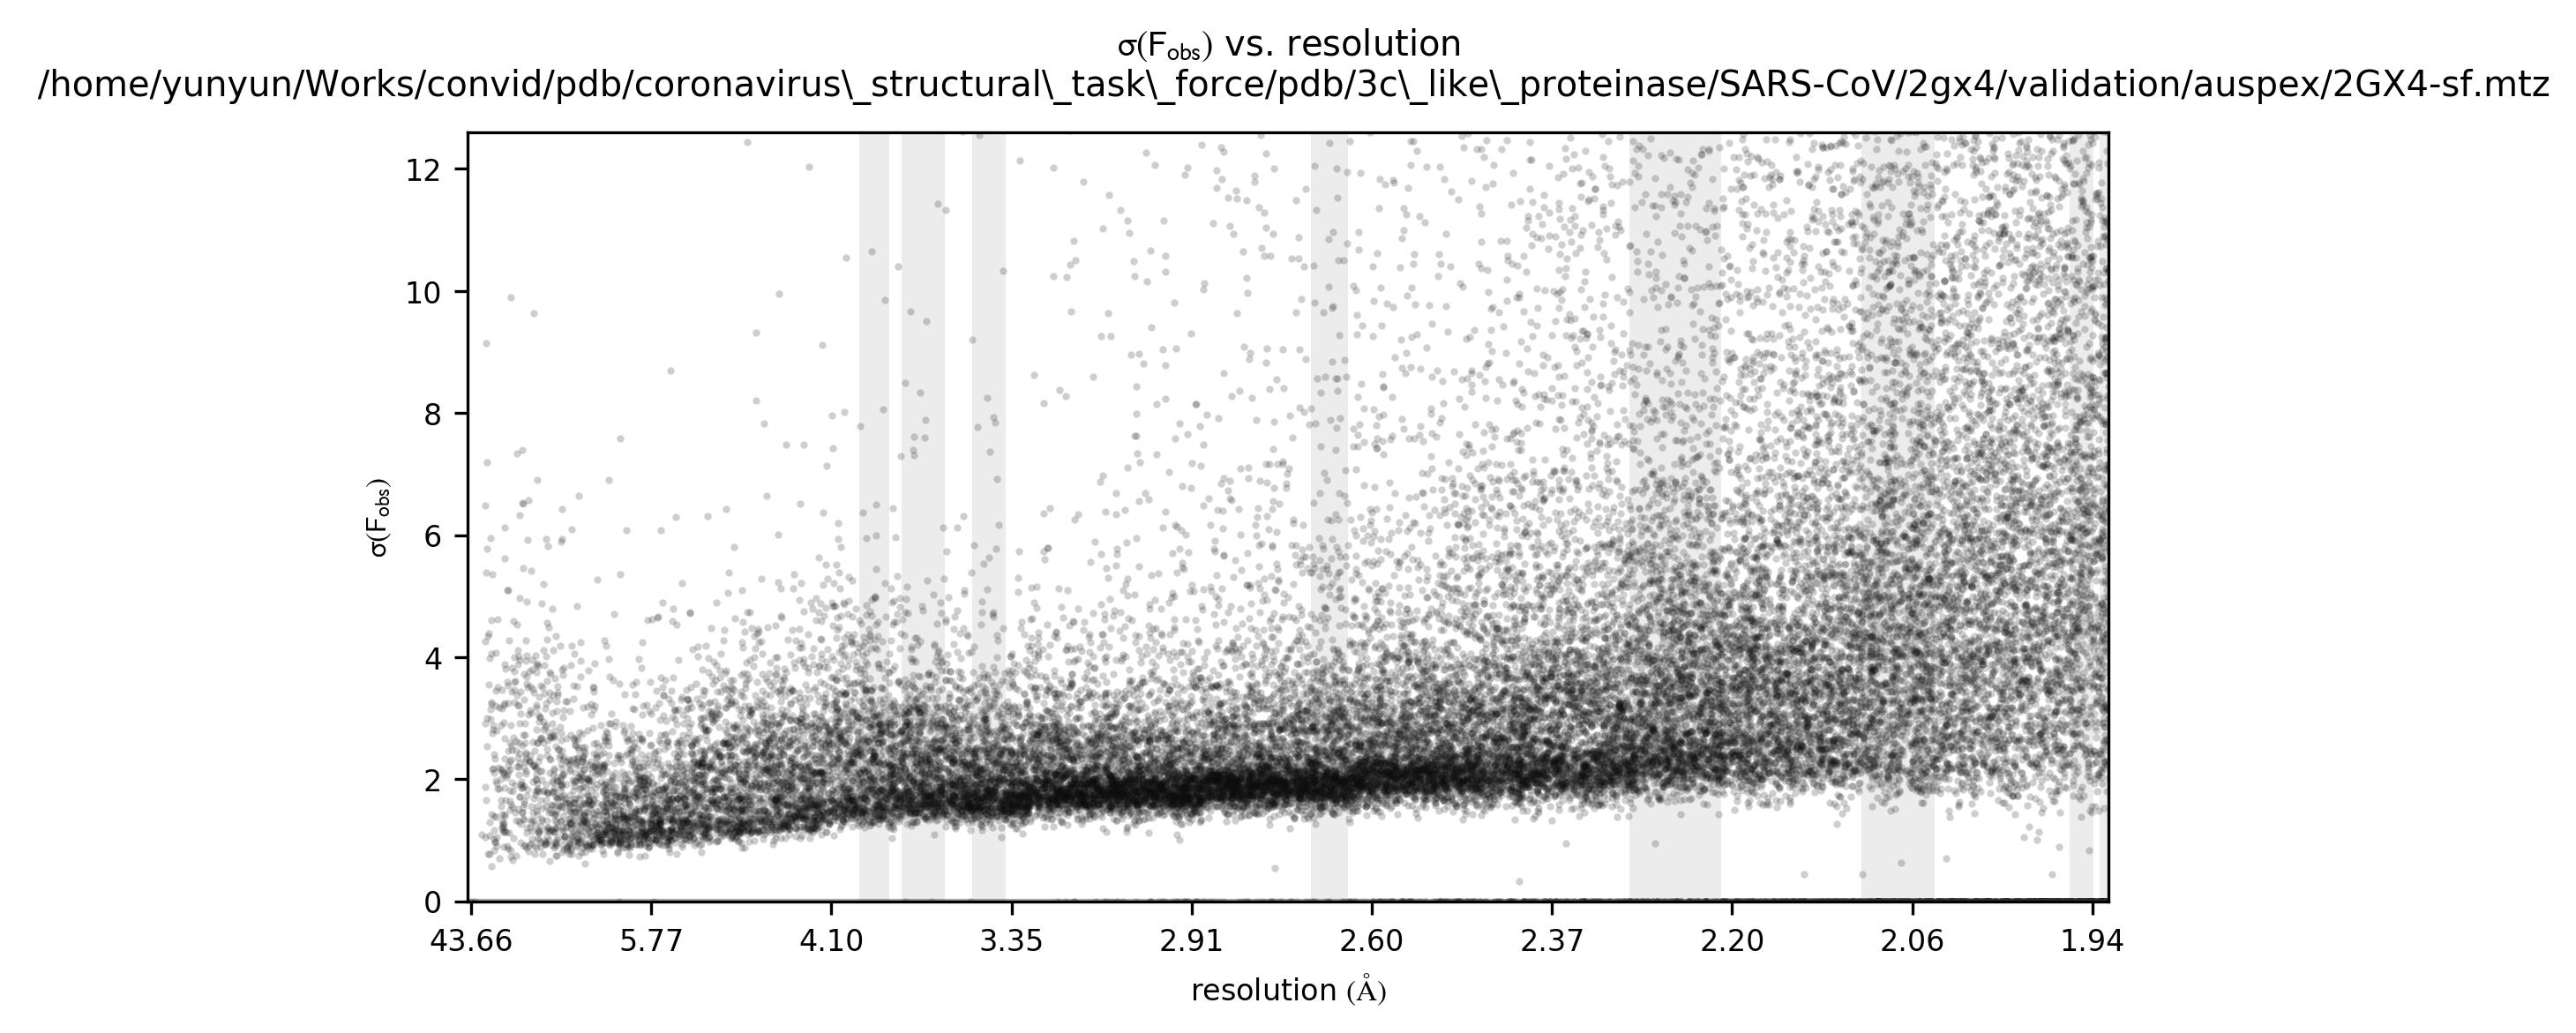 σ(Fobs) vs. resolution
/home/yunyun/Works/convid/pdb/coronavirus\_structural\_task\_force/pdb/3c\_like\_proteinase/SARS-CoV/2gx4/validation/auspex/2GX4-sf.mtz
12
10
8
6
4
2
0
σ(Fobs)
43.66 5.77 4.10 3.35 2.91 2.60 2.37 2.20 2.06 1.94
resolution (Å)